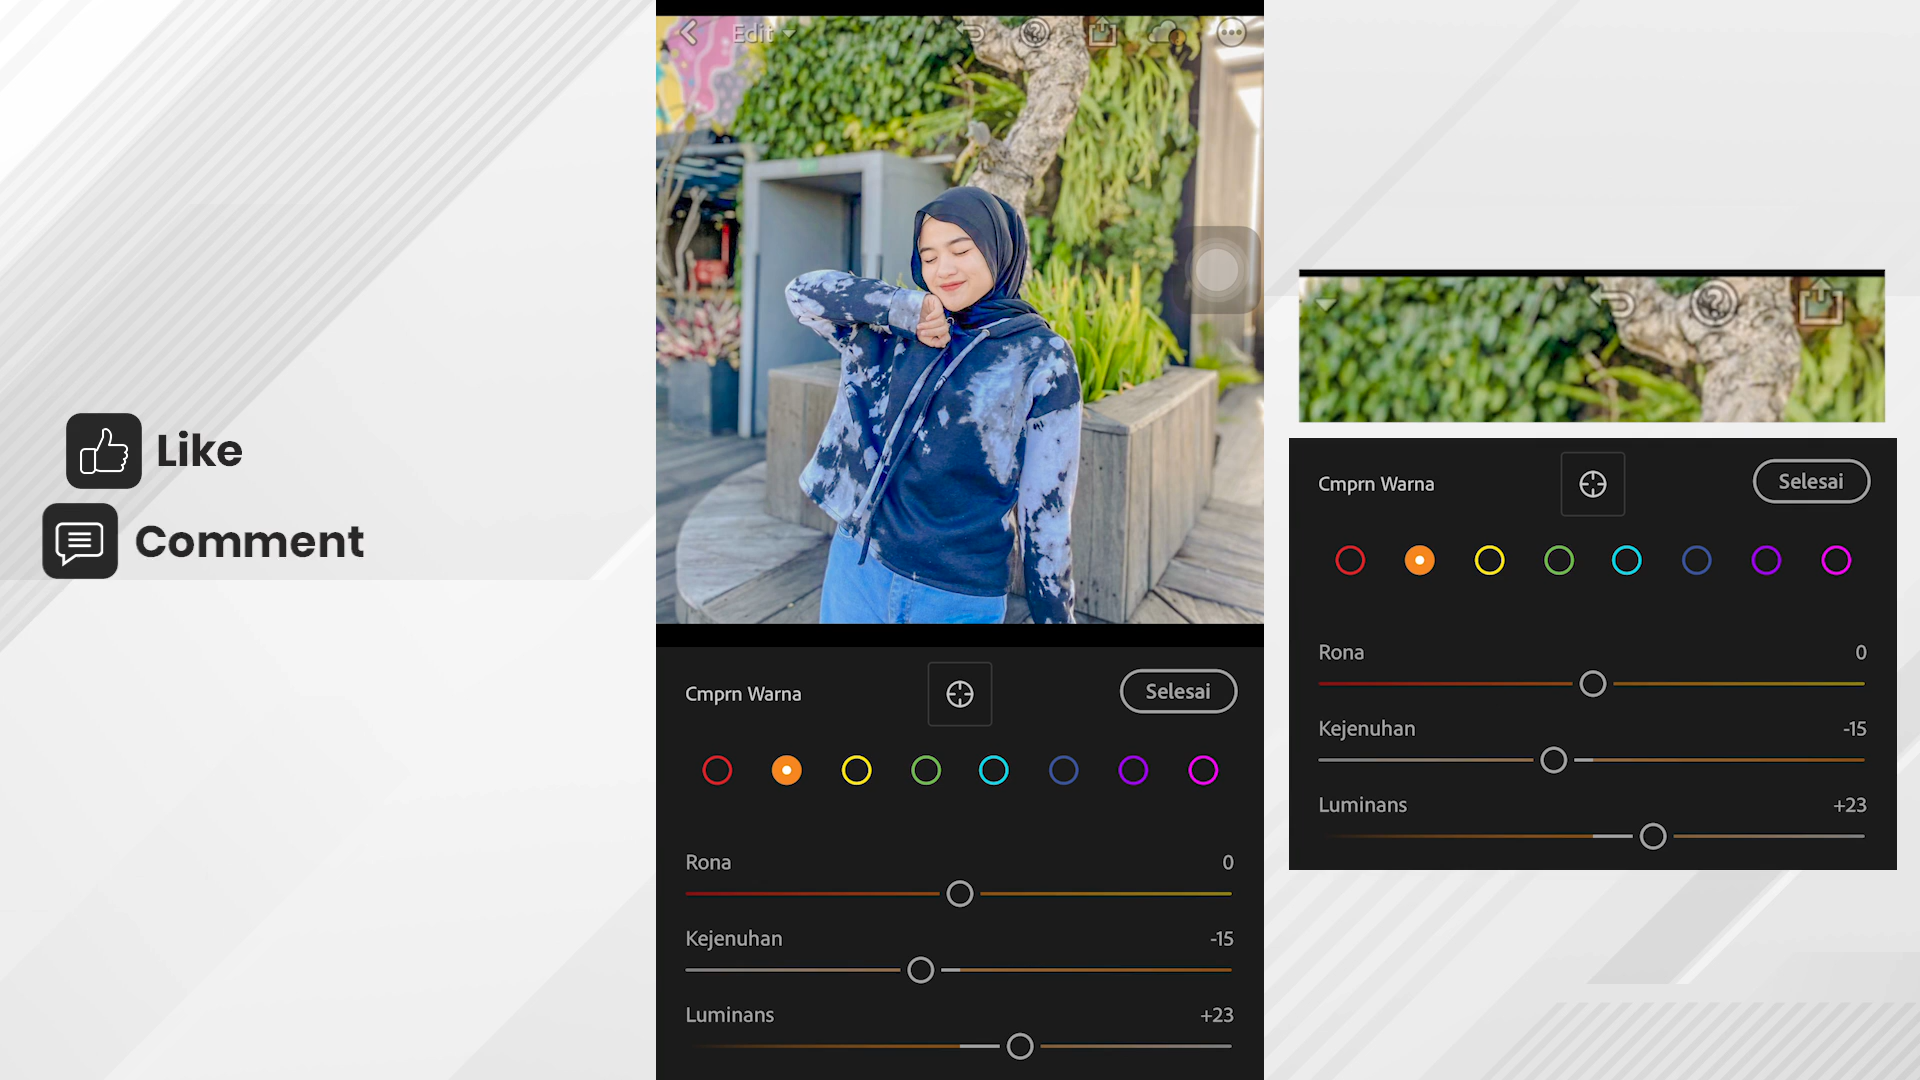 Like
Comment
Edit
Cmprn Warna
Selesai
Rona
0
Kejenuhan
-15
Luminans
+23
Cmprn Warna
Selesai
Rona
0
Kejenuhan
-15
Luminans
+23